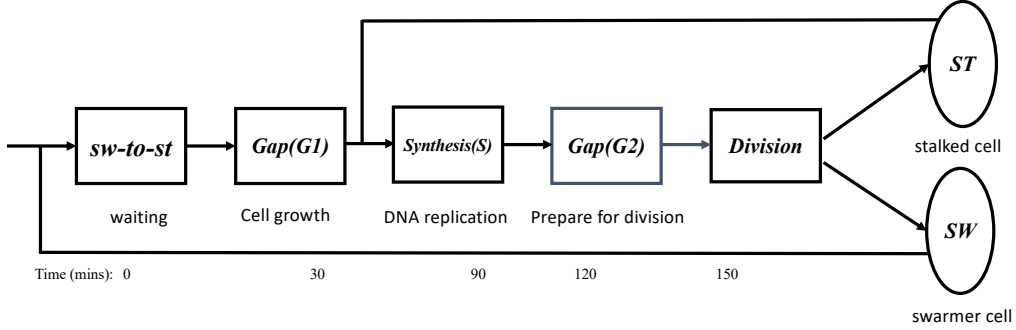 ST
stalked cell
sw-to-st
Gap(G1)
Synthesis(S)
Gap(G2)
Division
waiting
Cell growth
DNA replication
Prepare for division
SW
swarmer cell
Time (mins): 0 30 90 120 150